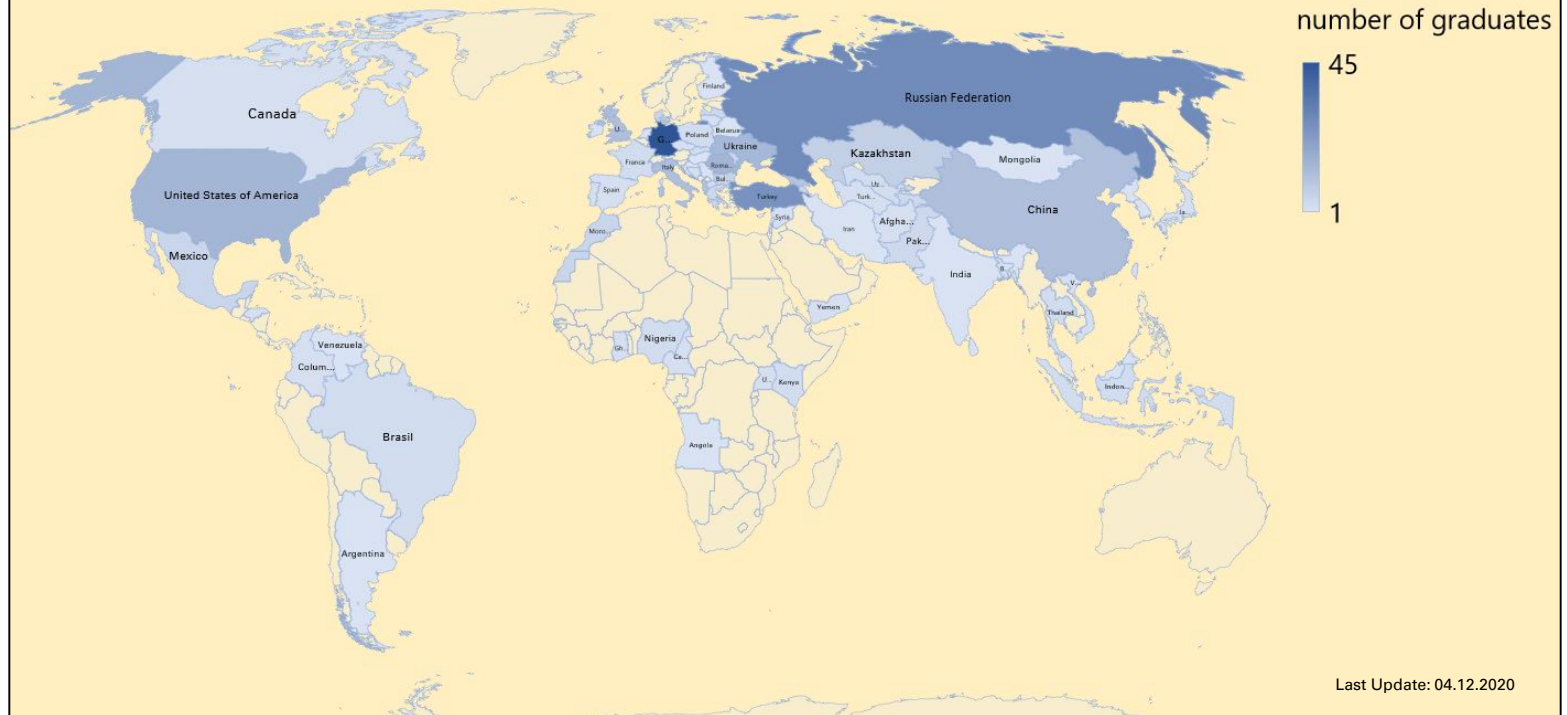 number of graduates
45
1
Canada
Finland
Russian Federation
U...
G...
Poland
Belarus
Ukraine
Kazakhstan
Mongolia
France
Italy
Roma...
Bul...
Spain
United States of America
Turkey
Uz...
Turk...
China
Ja...
Syria
Afgha...
Iran
Moro...
Pak...
Mexico
India
B...
V...
Yemen
Thailand
Venezuela
Nigeria
Gh...
Ca...
Colum...
U...
Kenya
Indon...
Brasil
Angola
Argentina
Last Update: 04.12.2020